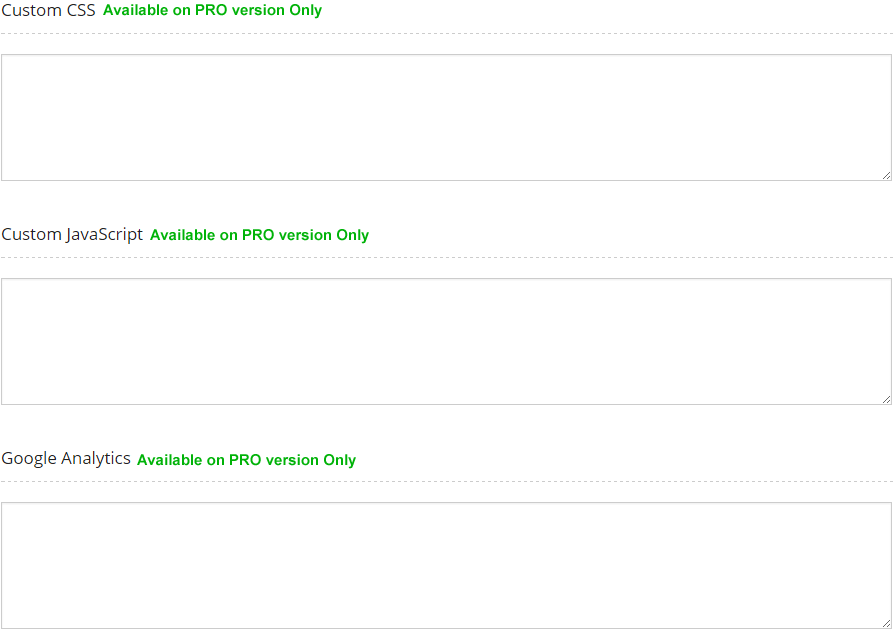 Custom CSS Available on PRO version Only
Custom JavaScript Available on PRO version Only
Google Analytics Available on PRO version Only